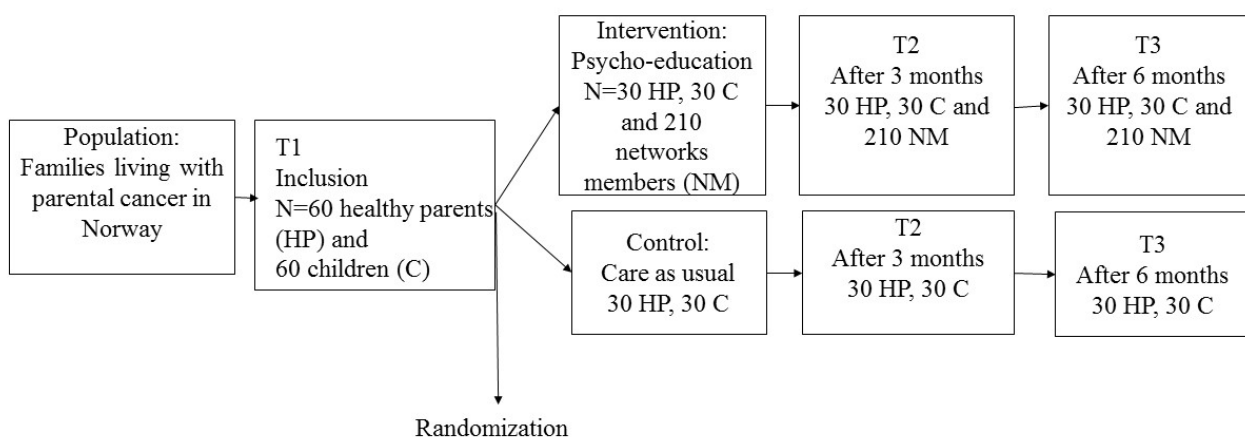 Population:
Families living with
parental cancer in
Norway
T1
Inclusion
N=60 healthy parents
(HP) and
60 children (C)
Randomization
Intervention:
Psycho-education
N=30 HP, 30 C
and 210
networks
members (NM)
T2
After 3 months
30 HP, 30 C and
210 NM
T3
After 6 months
30 HP, 30 C and
210 NM
Control:
Care as usual
30 HP, 30 C
T2
After 3 months
30 HP, 30 C
T3
After 6 months
30 HP, 30 C